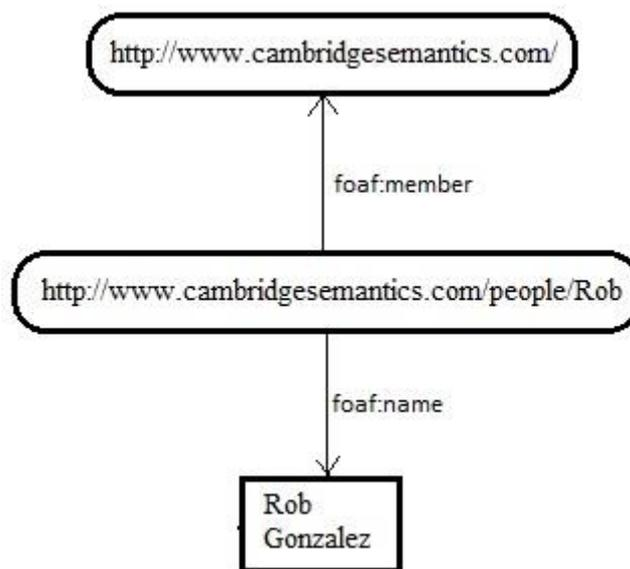 http://www.cambridgesemantics.com/
foaf:member
http://www.cambridgesemantics.com/people/Rob
foaf:name
Rob
Gonzalez